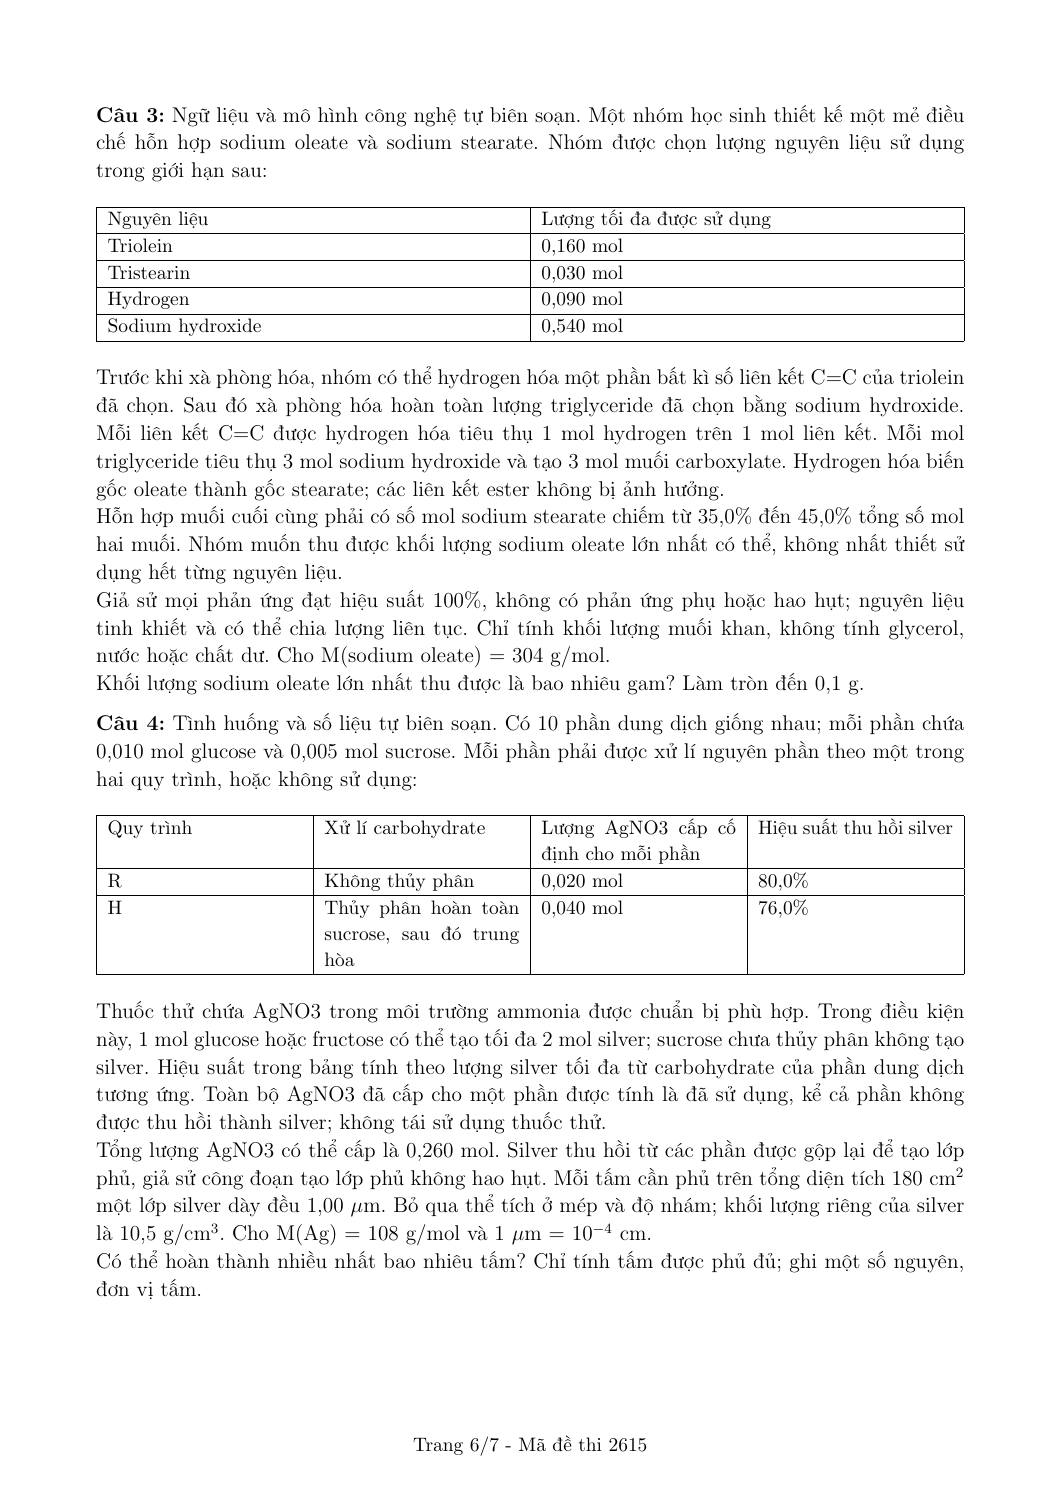 Câu 3: Ngữ liệu và mô hình công nghệ tự biên soạn. Một nhóm học sinh thiết kế một mẻ điều
chế hỗn hợp sodium oleate và sodium stearate. Nhóm được chọn lượng nguyên liệu sử dụng
trong giới hạn sau:
Nguyên liệu Lượng tối đa được sử dụng
Triolein 0,160 mol
Tristearin 0,030 mol
Hydrogen 0,090 mol
Sodium hydroxide 0,540 mol
Trước khi xà phòng hóa, nhóm có thể hydrogen hóa một phần bất kì số liên kết C=C của triolein
đã chọn. Sau đó xà phòng hóa hoàn toàn lượng triglyceride đã chọn bằng sodium hydroxide.
Mỗi liên kết C=C được hydrogen hóa tiêu thụ 1 mol hydrogen trên 1 mol liên kết. Mỗi mol
triglyceride tiêu thụ 3 mol sodium hydroxide và tạo 3 mol muối carboxylate. Hydrogen hóa biến
gốc oleate thành gốc stearate; các liên kết ester không bị ảnh hưởng.
Hỗn hợp muối cuối cùng phải có số mol sodium stearate chiếm từ 35,0% đến 45,0% tổng số mol
hai muối. Nhóm muốn thu được khối lượng sodium oleate lớn nhất có thể, không nhất thiết sử
dụng hết từng nguyên liệu.
Giả sử mọi phản ứng đạt hiệu suất 100%, không có phản ứng phụ hoặc hao hụt; nguyên liệu
tinh khiết và có thể chia lượng liên tục. Chỉ tính khối lượng muối khan, không tính glycerol,
nước hoặc chất dư. Cho M(sodium oleate) = 304 g/mol.
Khối lượng sodium oleate lớn nhất thu được là bao nhiêu gam? Làm tròn đến 0,1 g.
Câu 4: Tình huống và số liệu tự biên soạn. Có 10 phần dung dịch giống nhau; mỗi phần chứa
0,010 mol glucose và 0,005 mol sucrose. Mỗi phần phải được xử lí nguyên phần theo một trong
hai quy trình, hoặc không sử dụng:
Quy trình Xử lí carbohydrate Lượng AgNO3 cấp cố Hiệu suất thu hồi silver
định cho mỗi phần
R Không thủy phân 0,020 mol 80,0%
H Thủy phân hoàn toàn 0,040 mol 76,0%
sucrose, sau đó trung
hòa
Thuốc thử chứa AgNO3 trong môi trường ammonia được chuẩn bị phù hợp. Trong điều kiện
này, 1 mol glucose hoặc fructose có thể tạo tối đa 2 mol silver; sucrose chưa thủy phân không tạo
silver. Hiệu suất trong bảng tính theo lượng silver tối đa từ carbohydrate của phần dung dịch
tương ứng. Toàn bộ AgNO3 đã cấp cho một phần được tính là đã sử dụng, kể cả phần không
được thu hồi thành silver; không tái sử dụng thuốc thử.
Tổng lượng AgNO3 có thể cấp là 0,260 mol. Silver thu hồi từ các phần được gộp lại để tạo lớp
phủ, giả sử công đoạn tạo lớp phủ không hao hụt. Mỗi tấm cần phủ trên tổng diện tích 180 cm²
một lớp silver dày đều 1,00 μm. Bỏ qua thể tích ở mép và độ nhám; khối lượng riêng của silver
là 10,5 g/cm³. Cho M(Ag) = 108 g/mol và 1 μm = 10⁻⁴ cm.
Có thể hoàn thành nhiều nhất bao nhiêu tấm? Chỉ tính tấm được phủ đủ; ghi một số nguyên,
đơn vị tấm.
Trang 6/7 - Mã đề thi 2615